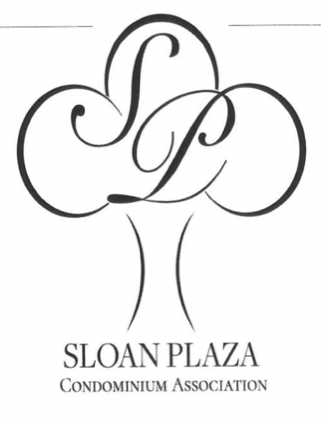 SP
SLOAN PLAZA
CONDOMINIUM ASSOCIATION